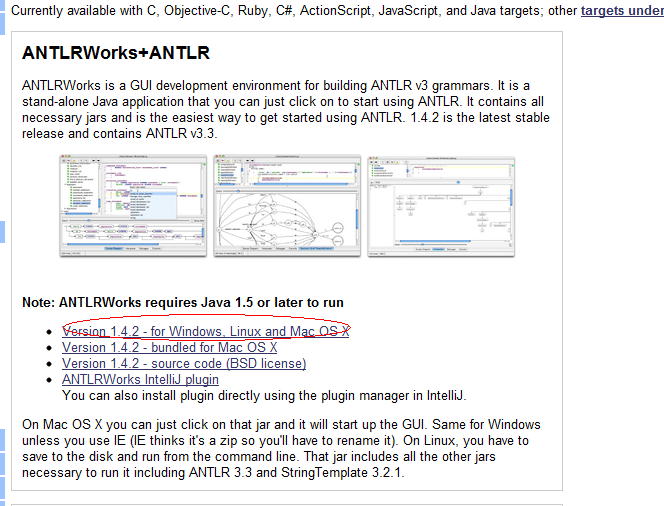 Currently available with C, Objective-C, Ruby, C#, ActionScript, JavaScript, and Java targets; other targets under
ANTLRWorks+ANTLR
ANTLRWorks is a GUI development environment for building ANTLR v3 grammars. It is a
stand-alone Java application that you can just click on to start using ANTLR. It contains all
necessary jars and is the easiest way to get started using ANTLR. 1.4.2 is the latest stable
release and contains ANTLR v3.3.
Note: ANTLRWorks requires Java 1.5 or later to run
Version 1.4.2 - for Windows, Linux and Mac OS X
Version 1.4.2 - bundled for Mac OS X
Version 1.4.2 - source code (BSD license)
ANTLRWorks IntelliJ plugin
You can also install plugin directly using the plugin manager in IntelliJ.
On Mac OS X you can just click on that jar and it will start up the GUI. Same for Windows
unless you use IE (IE thinks it's a zip so you'll have to rename it). On Linux, you have to
save to the disk and run from the command line. That jar includes all the other jars
necessary to run it including ANTLR 3.3 and StringTemplate 3.2.1.